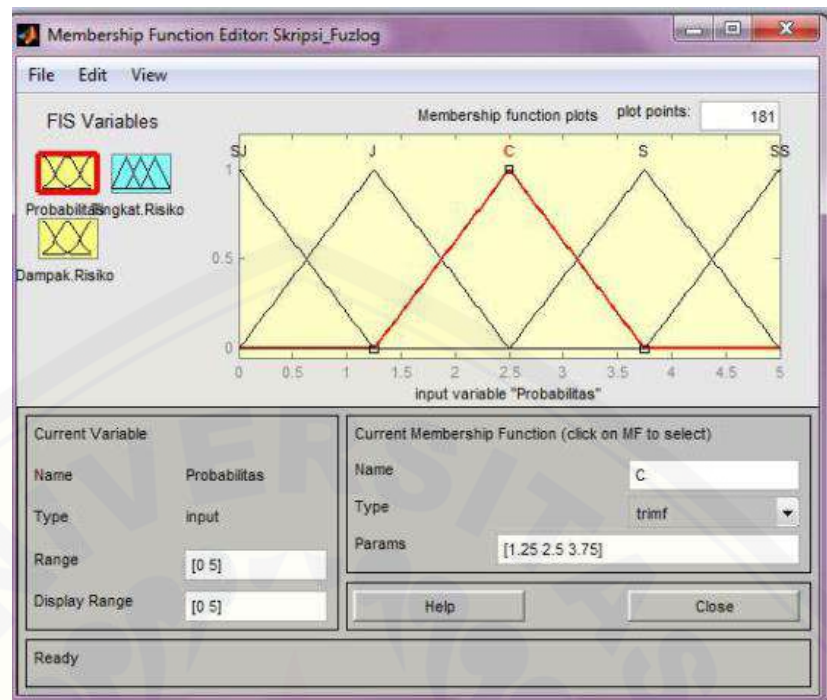 Membership Function Editor: Skripsi_Fuzlog
File Edit View
FIS Variables
Membership function plots plot points: 181
SJ J C S SS
1
0.5
0
0 0.5 1 1.5 2 2.5 3 3.5 4 4.5 5
input variable "Probabilitas"
Probabilitas ingkat.Risiko
Dampak.Risiko
Current Variable
Name Probabilitas
Type input
Range [0 5]
Display Range [0 5]
Current Membership Function (click on MF to select)
Name C
Type trimf
Params [1.25 2.5 3.75]
Help Close
Ready